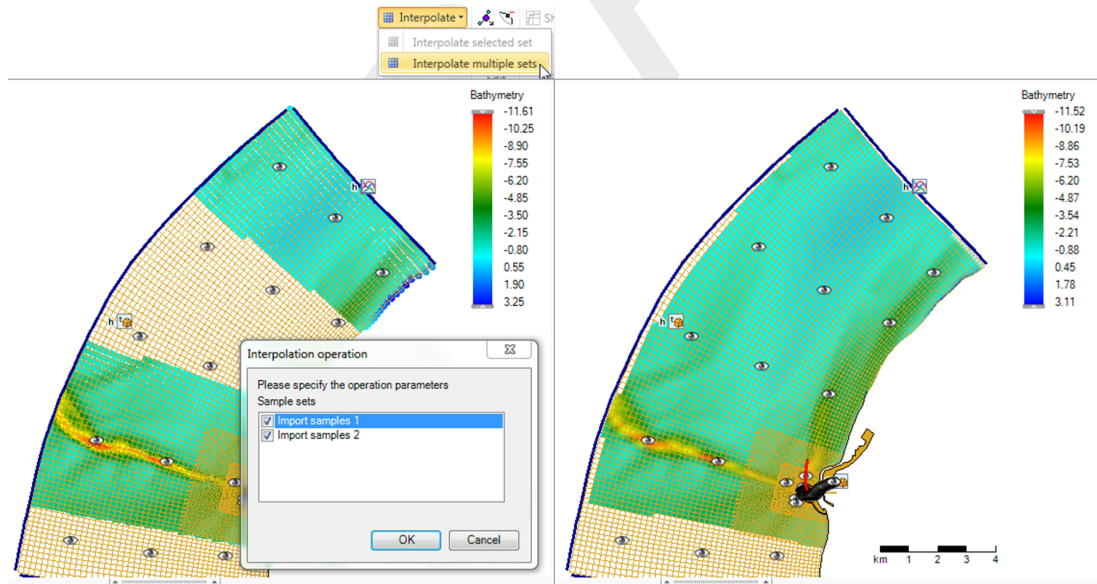 Interpolate
Sh
Interpolate selected set
Interpolate multiple sets
Bathymetry
-11.61
-10.25
-8.90
-7.55
-6.20
-4.85
-3.50
-2.15
-0.80
0.55
1.90
3.25
h
h
Interpolation operation
Please specify the operation parameters
Sample sets
Import samples 1
Import samples 2
OK
Cancel
Bathymetry
-11.52
-10.19
-8.86
-7.53
-6.20
-4.87
-3.54
-2.21
-0.88
0.45
1.78
3.11
h
h
km 1 2 3 4